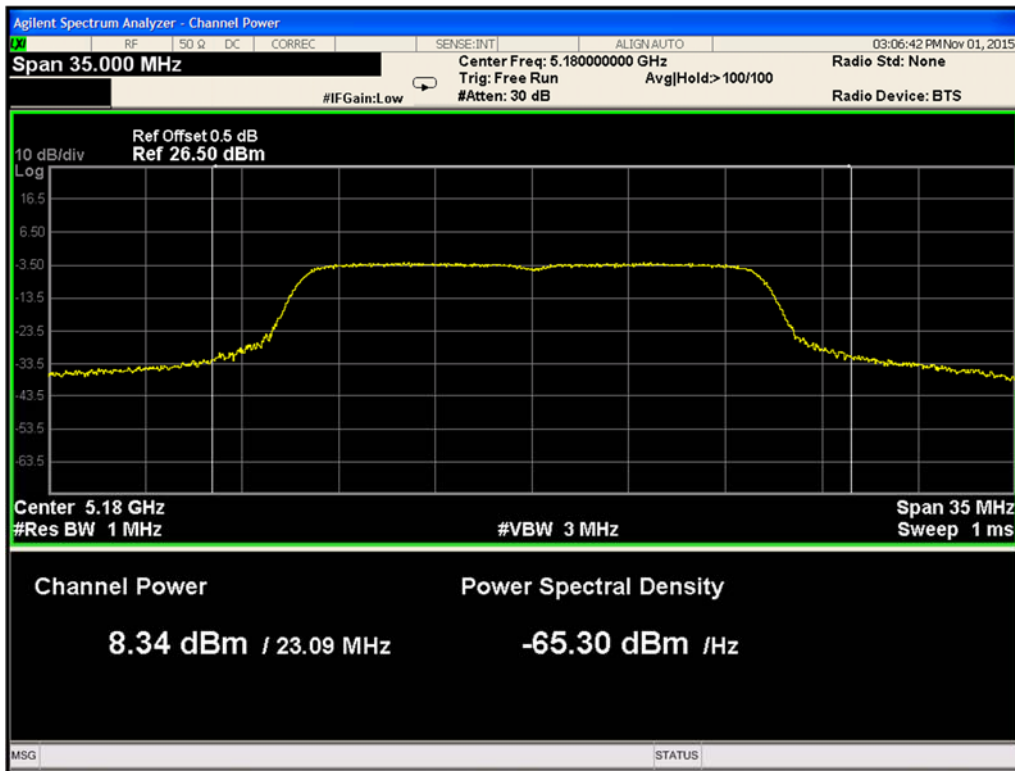 Agilent Spectrum Analyzer - Channel Power
LXI RF 50 Ω DC CORREC SENSE:INT ALIGN AUTO 03:06:42 PM Nov 01, 2015
Span 35.000 MHz
Center Freq: 5.180000000 GHz
Radio Std: None
Trig: Free Run
Avg|Hold:> 100/100
#IFGain:Low
#Atten: 30 dB
Radio Device: BTS
Ref Offset 0.5 dB
10 dB/div
Ref 26.50 dBm
Log
16.5
6.50
-3.50
-13.5
-23.5
-33.5
-43.5
-53.5
-63.5
Center 5.18 GHz
Span 35 MHz
#Res BW 1 MHz
#VBW 3 MHz
Sweep 1 ms
Channel Power
Power Spectral Density
8.34 dBm / 23.09 MHz
-65.30 dBm /Hz
MSG
STATUS